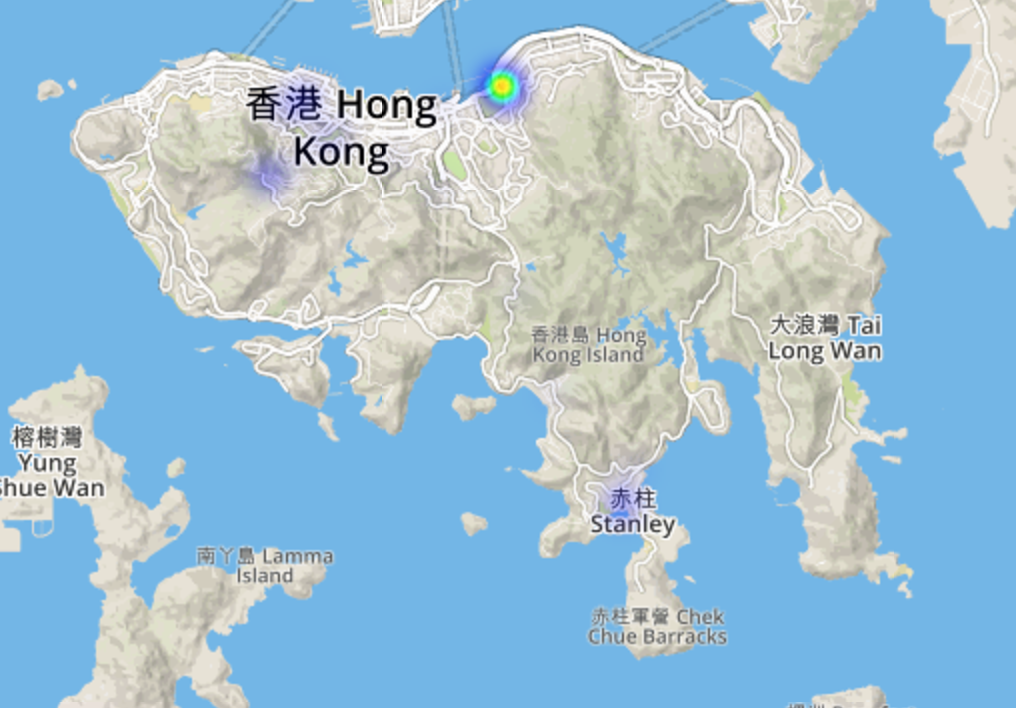 香港 Hong
Kong
香港島 Hong
Kong Island
大浪灣 Tai
Long Wan
榕樹灣
Yung
Shue Wan
赤柱
Stanley
南丫島 Lamma
Island
赤柱軍營 Chek
Chue Barracks